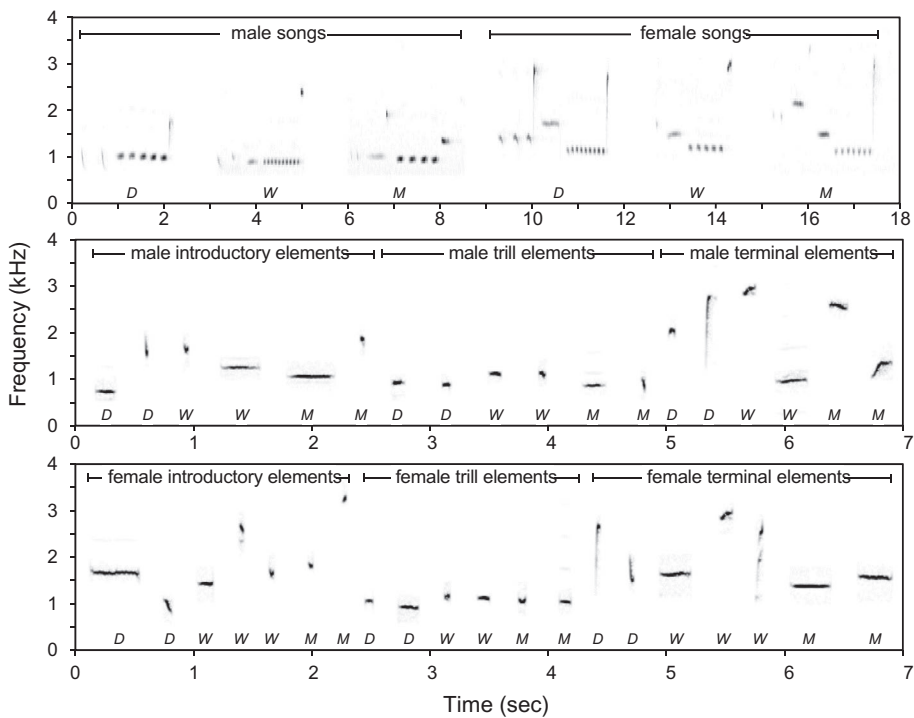 4
male songs
female songs
3
2
1
D W M D W M
0
0 2 4 6 8 10 12 14 16 18
Frequency (kHz)
4
male introductory elements
male trill elements
male terminal elements
3
2
1
D D W W M M D D W W M M D D W W M M
0
0 1 2 3 4 5 6 7
4
female introductory elements
female trill elements
female terminal elements
3
2
1
D D W W W M M D D W W M M D D W W W M M
0
0 1 2 3 4 5 6 7
Time (sec)